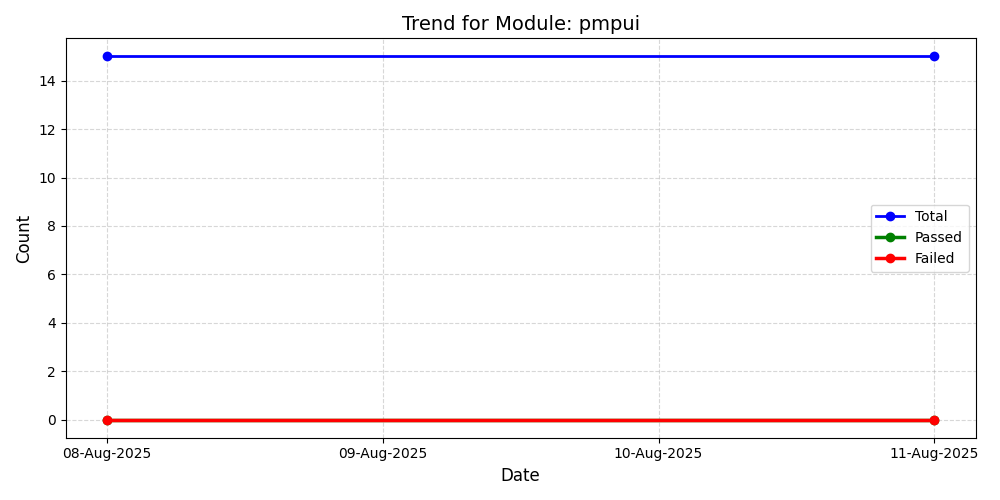 Trend for Module: pmpui
Count
14
12
10
8
6
4
2
0
Total
Passed
Failed
08-Aug-2025
09-Aug-2025
10-Aug-2025
11-Aug-2025
Date